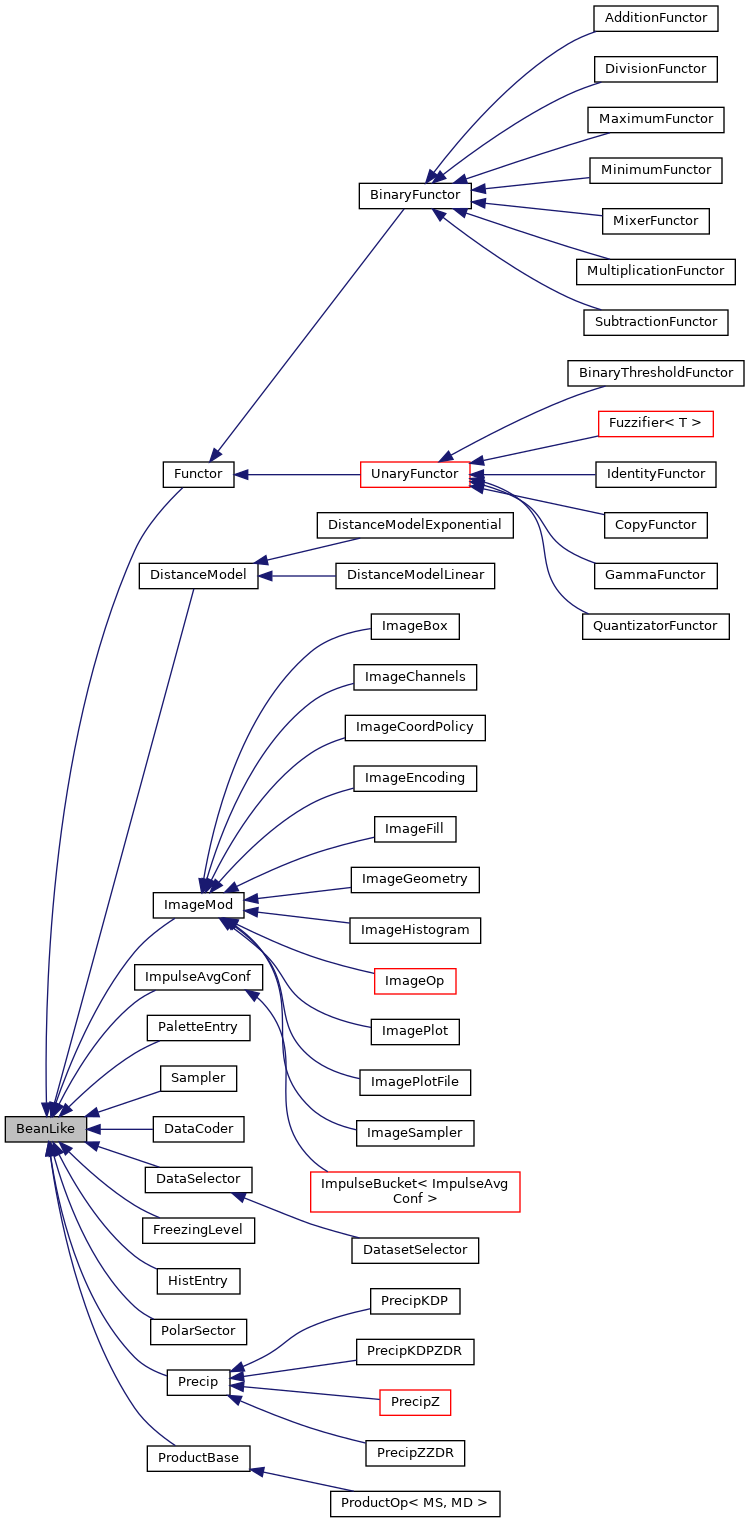 AdditionFunctor
DivisionFunctor
MaximumFunctor
MinimumFunctor
BinaryFunctor
MixerFunctor
MultiplicationFunctor
SubtractionFunctor
BinaryThresholdFunctor
Fuzzifier< T >
Functor
UnaryFunctor
IdentityFunctor
CopyFunctor
DistanceModelExponential
DistanceModel
DistanceModelLinear
GammaFunctor
QuantizatorFunctor
ImageBox
ImageChannels
ImageCoordPolicy
ImageEncoding
ImageFill
ImageGeometry
ImageMod
ImageHistogram
ImpulseAvgConf
ImageOp
PaletteEntry
ImagePlot
Sampler
ImagePlotFile
BeanLike
DataCoder
ImageSampler
DataSelector
ImpulseBucket< ImpulseAvg
Conf >
FreezingLevel
DatasetSelector
HistEntry
PrecipKDP
PolarSector
PrecipKDPZDR
Precip
PrecipZ
PrecipZZDR
ProductBase
ProductOp< MS, MD >